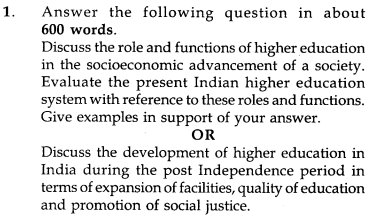 1. Answer the following question in about
600 words.
Discuss the role and functions of higher education
in the socioeconomic advancement of a society.
Evaluate the present Indian higher education
system with reference to these roles and functions.
Give examples in support of your answer.
OR
Discuss the development of higher education in
India during the post Independence period in
terms of expansion of facilities, quality of education
and promotion of social justice.